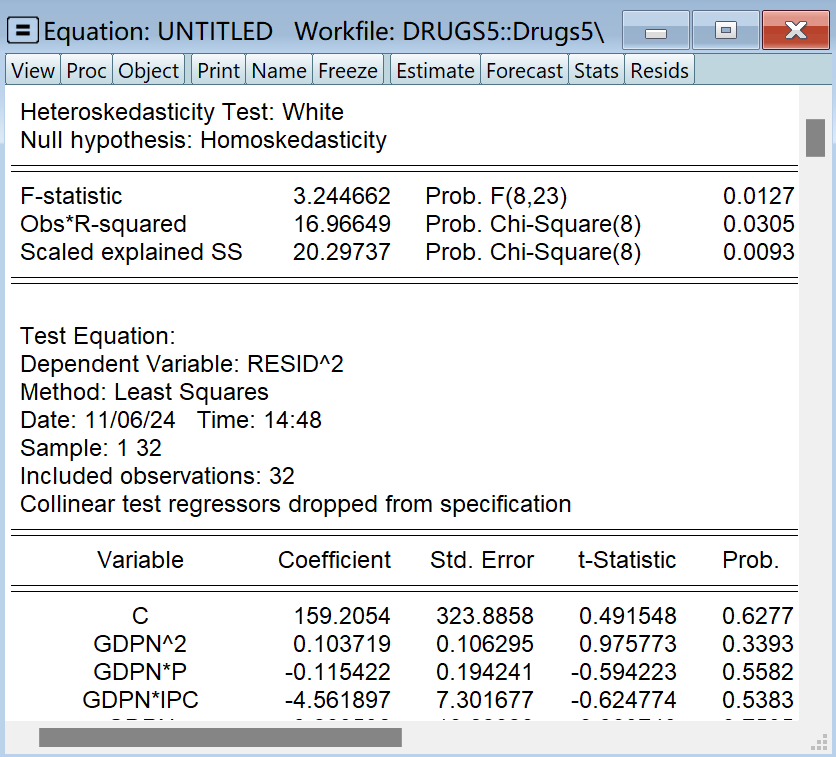 Equation: UNTITLED Workfile: DRUGS5::Drugs5\
View Proc Object Print Name Freeze Estimate Forecast Stats Resids
Heteroskedasticity Test: White
Null hypothesis: Homoskedasticity
F-statistic 3.244662 Prob. F(8,23) 0.0127
Obs*R-squared 16.96649 Prob. Chi-Square(8) 0.0305
Scaled explained SS 20.29737 Prob. Chi-Square(8) 0.0093
Test Equation:
Dependent Variable: RESID^2
Method: Least Squares
Date: 11/06/24 Time: 14:48
Sample: 1 32
Included observations: 32
Collinear test regressors dropped from specification
Variable Coefficient Std. Error t-Statistic Prob.
C 159.2054 323.8858 0.491548 0.6277
GDPN^2 0.103719 0.106295 0.975773 0.3393
GDPN*P -0.115422 0.194241 -0.594223 0.5582
GDPN*IPC -4.561897 7.301677 -0.624774 0.5383